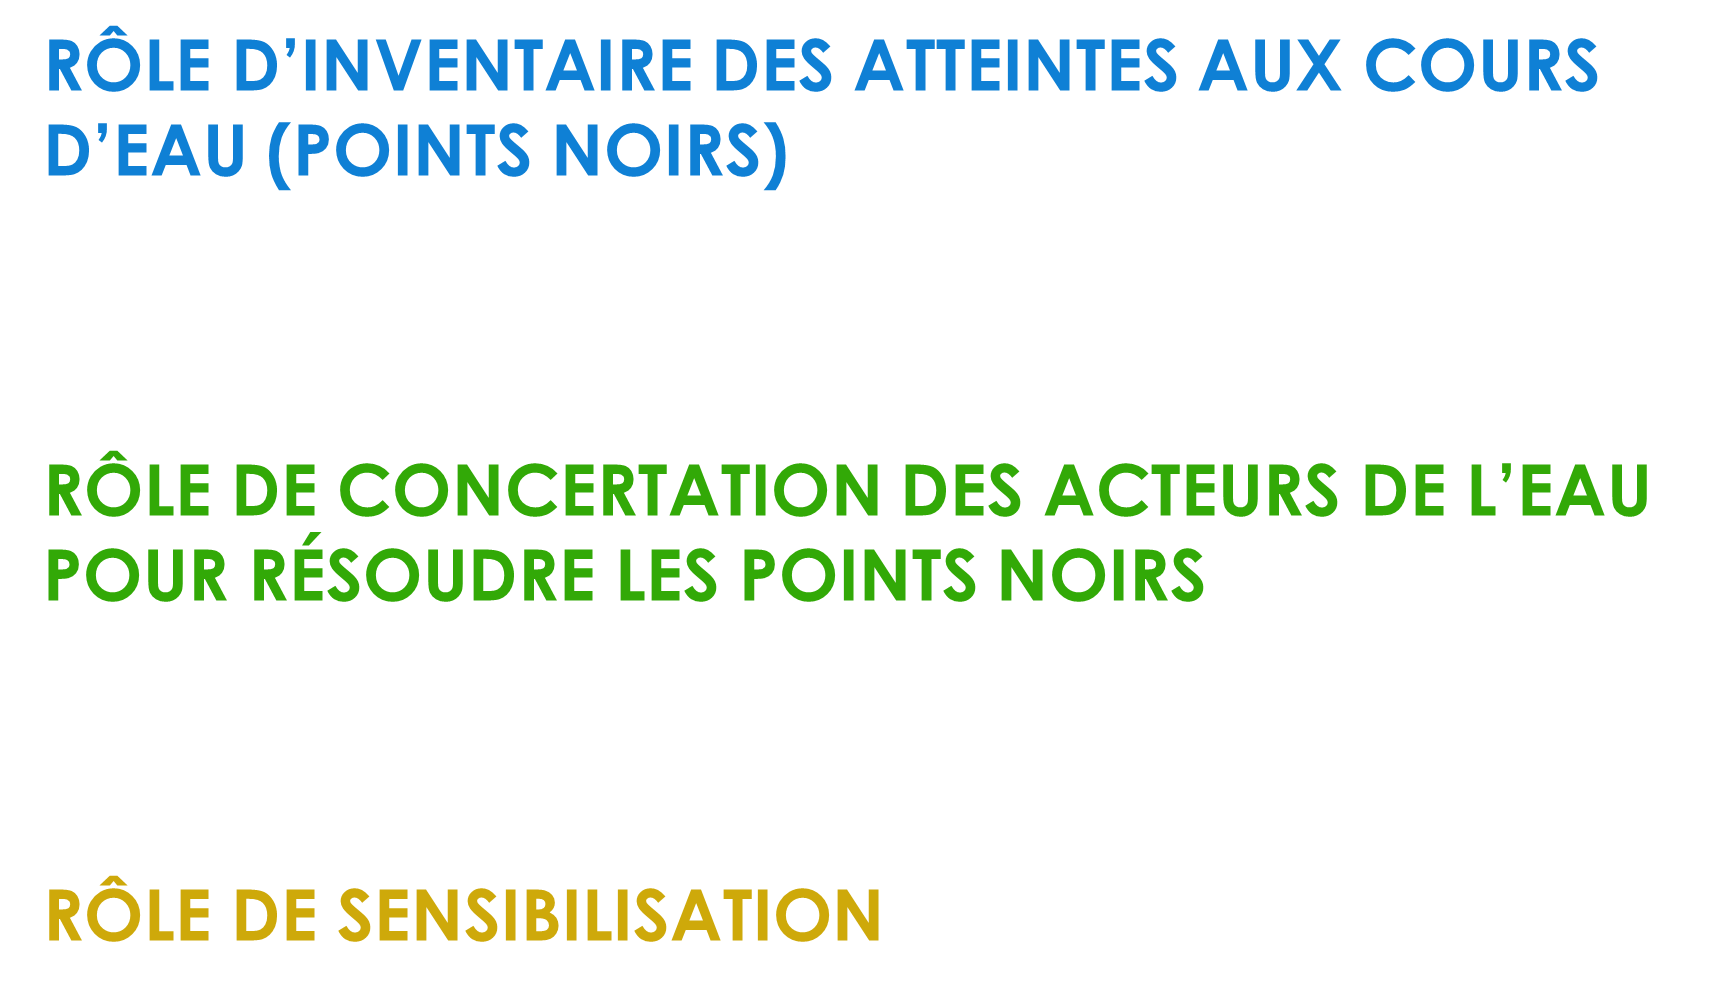 RÔLE D’INVENTAIRE DES ATTEINTES AUX COURS
D’EAU (POINTS NOIRS)
RÔLE DE CONCERTATION DES ACTEURS DE L’EAU
POUR RÉSOUDRE LES POINTS NOIRS
RÔLE DE SENSIBILISATION